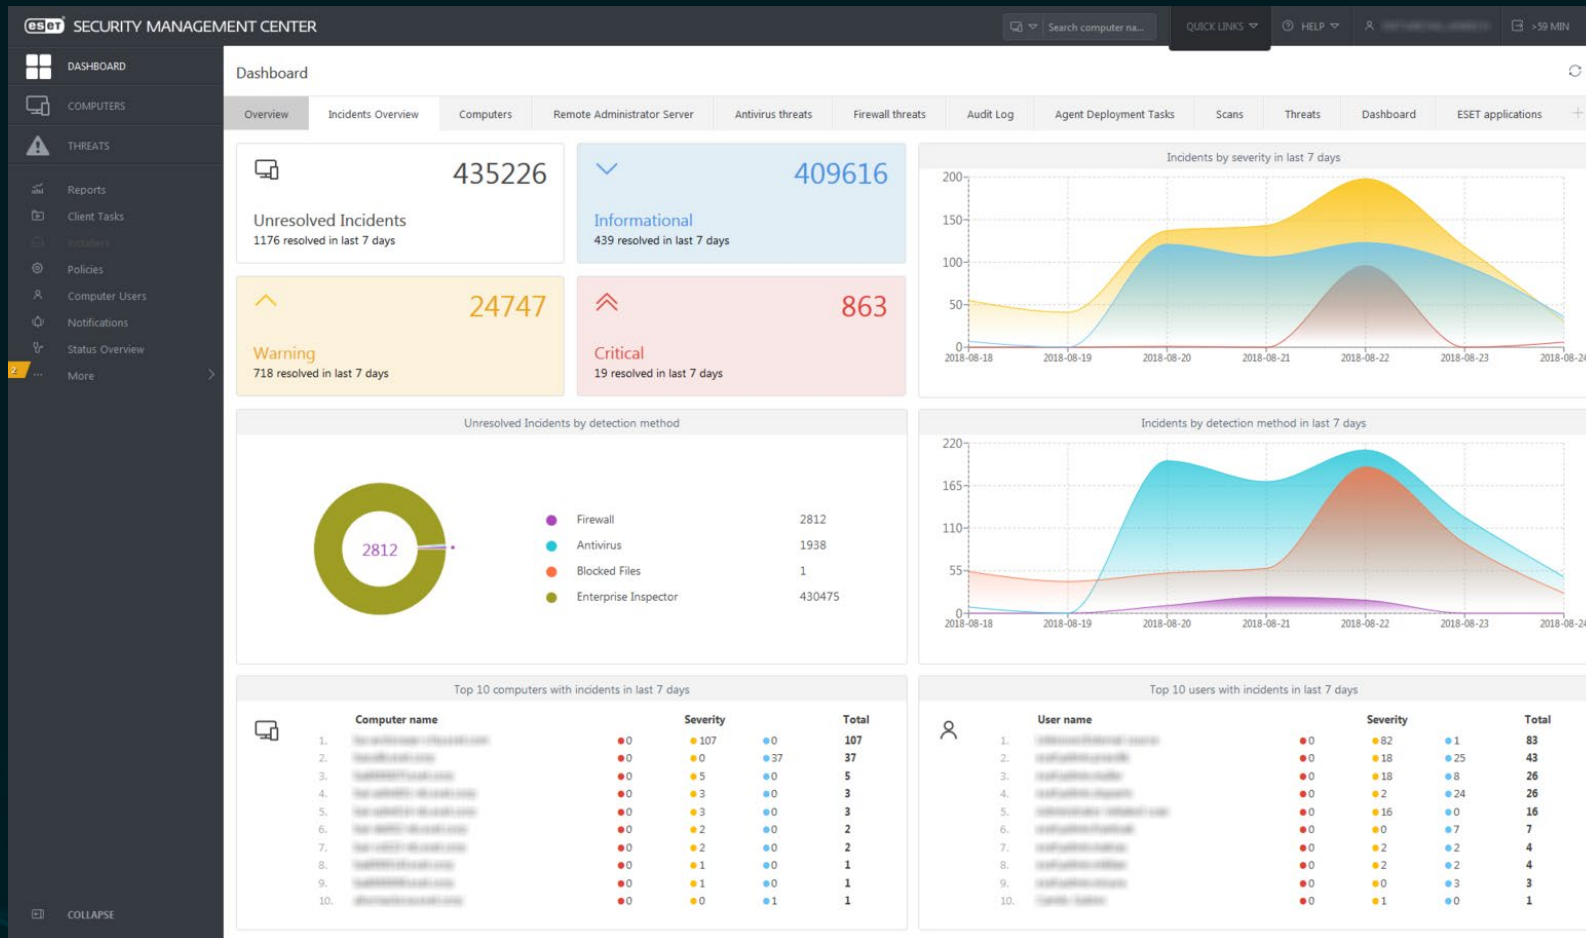 eset SECURITY MANAGEMENT CENTER
Search computer na...
QUICK LINKS
HELP
>59 MIN
DASHBOARD
COMPUTERS
THREATS
Reports
Client Tasks
Installers
Policies
Computer Users
Notifications
Status Overview
2
...
More
COLLAPSE
Dashboard
Overview Incidents Overview Computers Remote Administrator Server Antivirus threats Firewall threats Audit Log Agent Deployment Tasks Scans Threats Dashboard ESET applications +
435226
Unresolved Incidents
1176 resolved in last 7 days
409616
Informational
439 resolved in last 7 days
24747
Warning
718 resolved in last 7 days
863
Critical
19 resolved in last 7 days
Incidents by severity in last 7 days
200
150
100
50
0
2018-08-18 2018-08-19 2018-08-20 2018-08-21 2018-08-22 2018-08-23 2018-08-24
Unresolved Incidents by detection method
2812
Firewall 2812
Antivirus 1938
Blocked Files 1
Enterprise Inspector 430475
Incidents by detection method in last 7 days
220
165
110
55
0
2018-08-18 2018-08-19 2018-08-20 2018-08-21 2018-08-22 2018-08-23 2018-08-24
Top 10 computers with incidents in last 7 days
Computer name Severity Total
1. 0 107 0 107
2. 0 0 37 37
3. 0 5 0 5
4. 0 3 0 3
5. 0 3 0 3
6. 0 2 0 2
7. 0 2 0 2
8. 0 1 0 1
9. 0 1 0 1
10. 0 0 1 1
Top 10 users with incidents in last 7 days
User name Severity Total
1. 0 82 1 83
2. 0 18 25 43
3. 0 18 8 26
4. 0 2 24 26
5. 0 16 0 16
6. 0 0 7 7
7. 0 2 2 4
8. 0 2 2 4
9. 0 0 3 3
10. 0 1 0 1